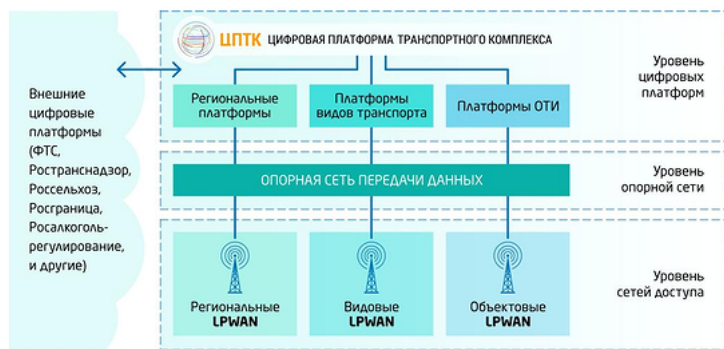 ЦПТК ЦИФРОВАЯ ПЛАТФОРМА ТРАНСПОРТНОГО КОМПЛЕКСА
Уровень
цифровых
платформ
Внешние
цифровые
платформы
(ФТС,
Ространснадзор,
Россельхоз,
Росграница,
Росалкоголь-
регулирование,
и другие)
Региональные
платформы
Платформы
видов транспорта
Платформы ОТИ
ОПОРНАЯ СЕТЬ ПЕРЕДАЧИ ДАННЫХ
Уровень
опорной сети
Региональные
LPWAN
Видовые
LPWAN
Объектовые
LPWAN
Уровень
сетей доступа